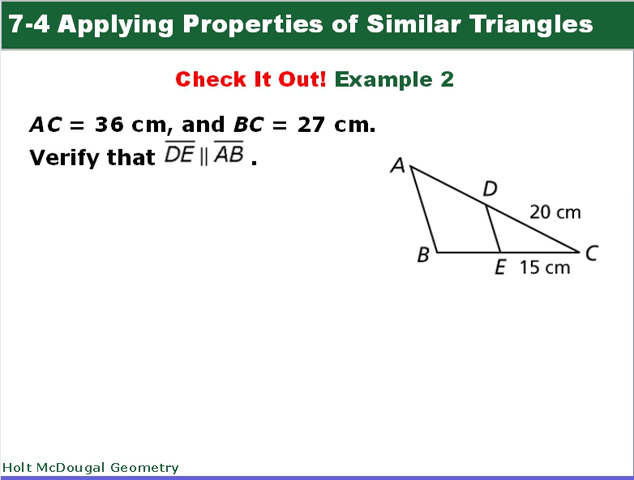 7-4 Applying Properties of Similar Triangles
Check It Out! Example 2
AC = 36 cm, and BC = 27 cm.
Verify that DE || AB .
A
D
20 cm
B
C
E 15 cm
Holt McDougal Geometry